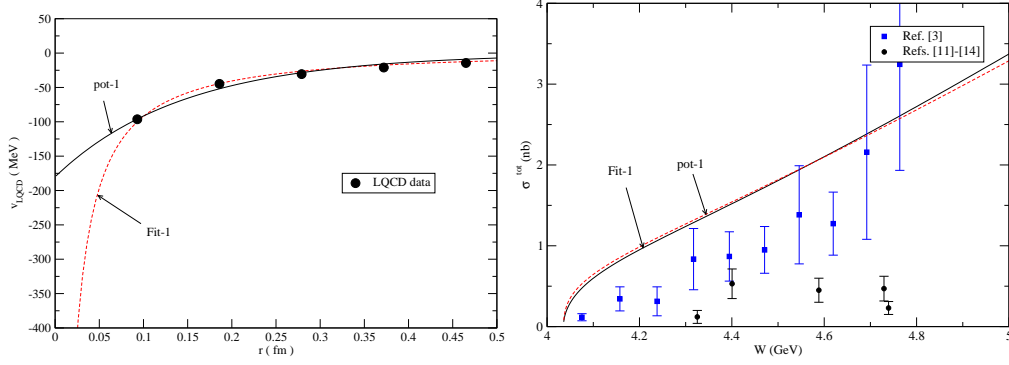 50
0
-50
-100
-150
-200
-250
-300
-350
-400
v_LQCD ( MeV )
pot-1
Fit-1
LQCD data
0
0.05
0.1
0.15
0.2
0.25
0.3
0.35
0.4
0.45
0.5
r ( fm )
4
3
2
1
0
σ^tot (nb)
Ref. [3]
Refs. [11]-[14]
Fit-1
pot-1
4
4.2
4.4
4.6
4.8
5
W (GeV)